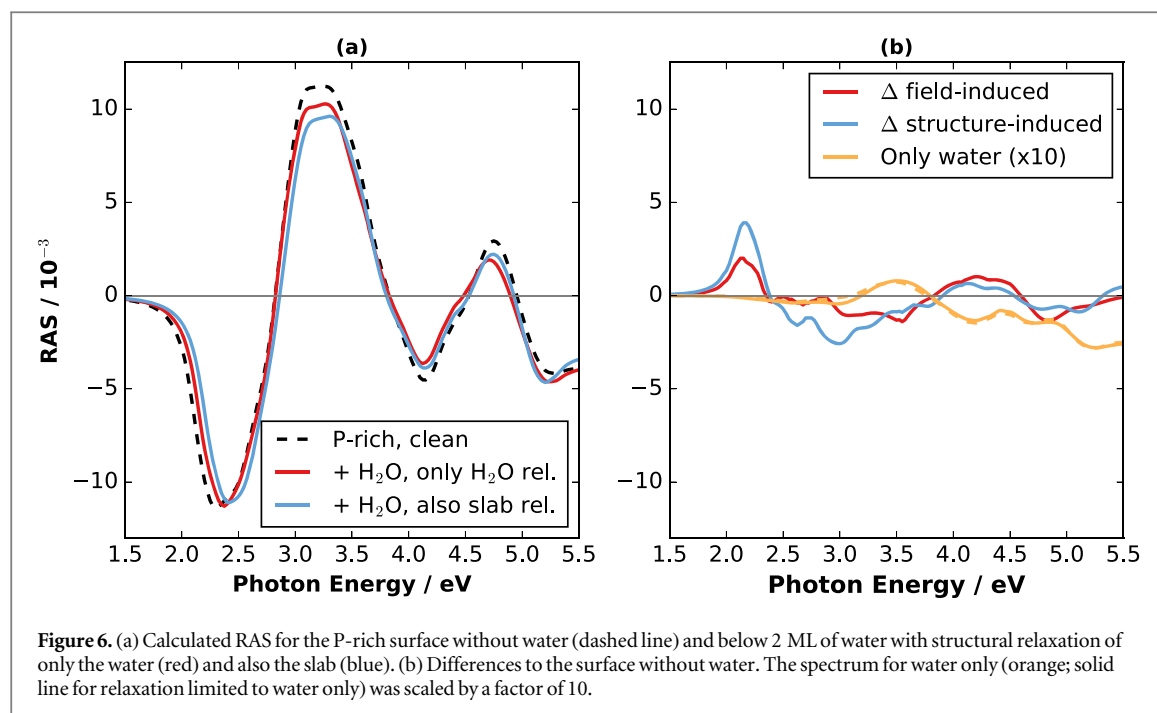 (a)
10
5
0
−5
−10
RAS / 10⁻³
P-rich, clean
+ H₂O, only H₂O rel.
+ H₂O, also slab rel.
1.5 2.0 2.5 3.0 3.5 4.0 4.5 5.0 5.5
Photon Energy / eV
(b)
Δ field-induced
Δ structure-induced
Only water (x10)
10
5
0
−5
−10
1.5 2.0 2.5 3.0 3.5 4.0 4.5 5.0 5.5
Photon Energy / eV
Figure 6. (a) Calculated RAS for the P-rich surface without water (dashed line) and below 2 ML of water with structural relaxation of
only the water (red) and also the slab (blue). (b) Differences to the surface without water. The spectrum for water only (orange; solid
line for relaxation limited to water only) was scaled by a factor of 10.